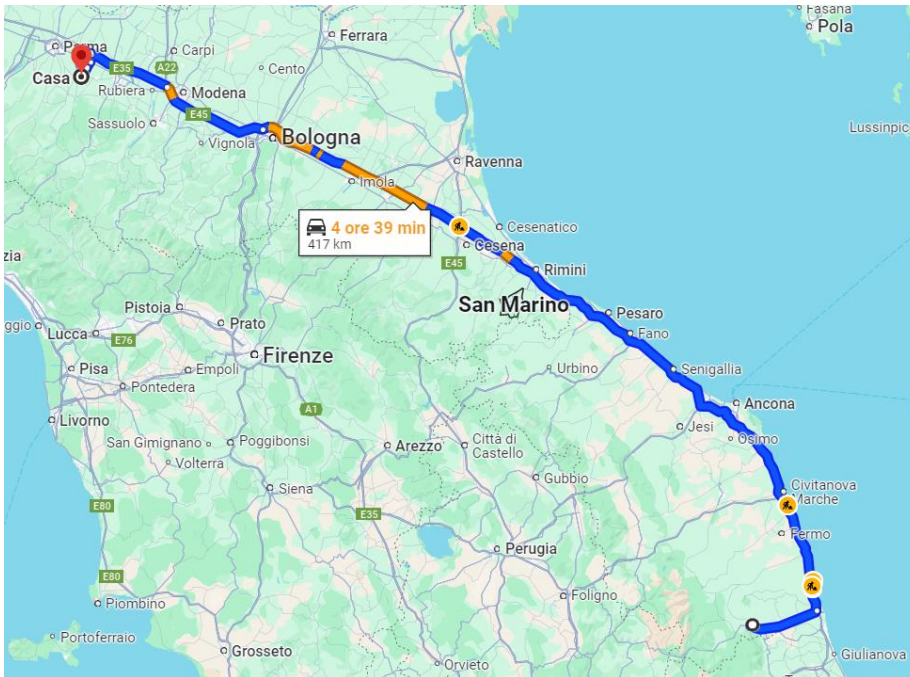 Fasana
Pola
Ferrara
Parma
Carpi
Casa
E35
A22
Cento
Rubiera
Modena
E45
Sassuolo
Vignola
Bologna
Lussinpic
Ravenna
Imola
4 ore 39 min
417 km
Cesenatico
Cesena
zia
E45
Rimini
San Marino
Pistoia
Pesaro
ggio
Prato
Fano
Lucca
E76
Firenze
Pisa
Empoli
Urbino
Senigallia
Pontedera
A1
Ancona
Livorno
Jesi
San Gimignano
Poggibonsi
Arezzo
Città di
Castello
Osimo
Volterra
Gubbio
Civitanova
Marche
Siena
E80
E35
Fermo
Perugia
E80
Foligno
Piombino
Portoferraio
Grosseto
Orvieto
Giulianova